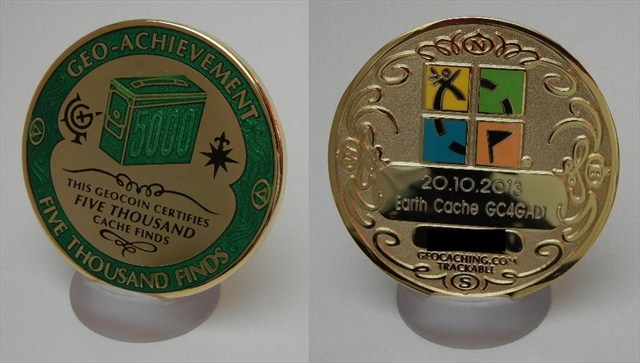 GEO-ACHIEVEMENT
5000
THIS GEOCOIN CERTIFIES
FIVE THOUSAND
CACHE FINDS
FIVE THOUSAND FINDS
N
E
20.10.2013
Earth Cache GC4GAD1
GEOCACHING.COM
TRACKABLE
S